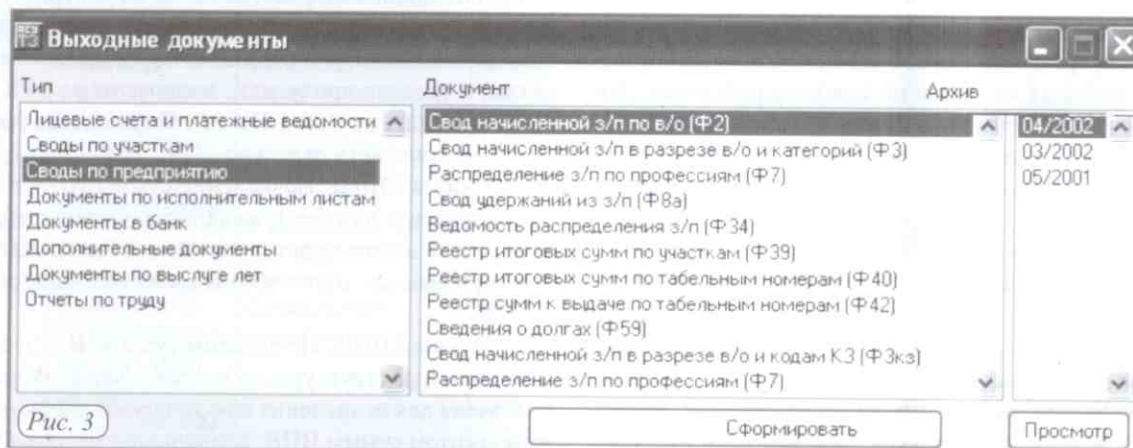 Выходные документы
Тип
Документ
Архив
Лицевые счета и платежные ведомости
Своды по участкам
Своды по предприятию
Документы по исполнительным листам
Документы в банк
Дополнительные документы
Документы по выслуге лет
Отчеты по труду
Свод начисленной з/п по в/о (Ф2)
Свод начисленной з/п в разрезе в/о и категорий (Ф3)
Распределение з/п по профессиям (Ф7)
Свод удержаний из з/п (Ф8а)
Ведомость распределения з/п (Ф34)
Реестр итоговых сумм по участкам (Ф39)
Реестр итоговых сумм по табельным номерам (Ф40)
Реестр сумм к выдаче по табельным номерам (Ф42)
Сведения о долгах (Ф59)
Свод начисленной з/п в разрезе в/о и кодам КЗ (Ф3кз)
Распределение з/п по профессиям (Ф7)
04/2002
03/2002
05/2001
Рис. 3
Сформировать
Просмотр